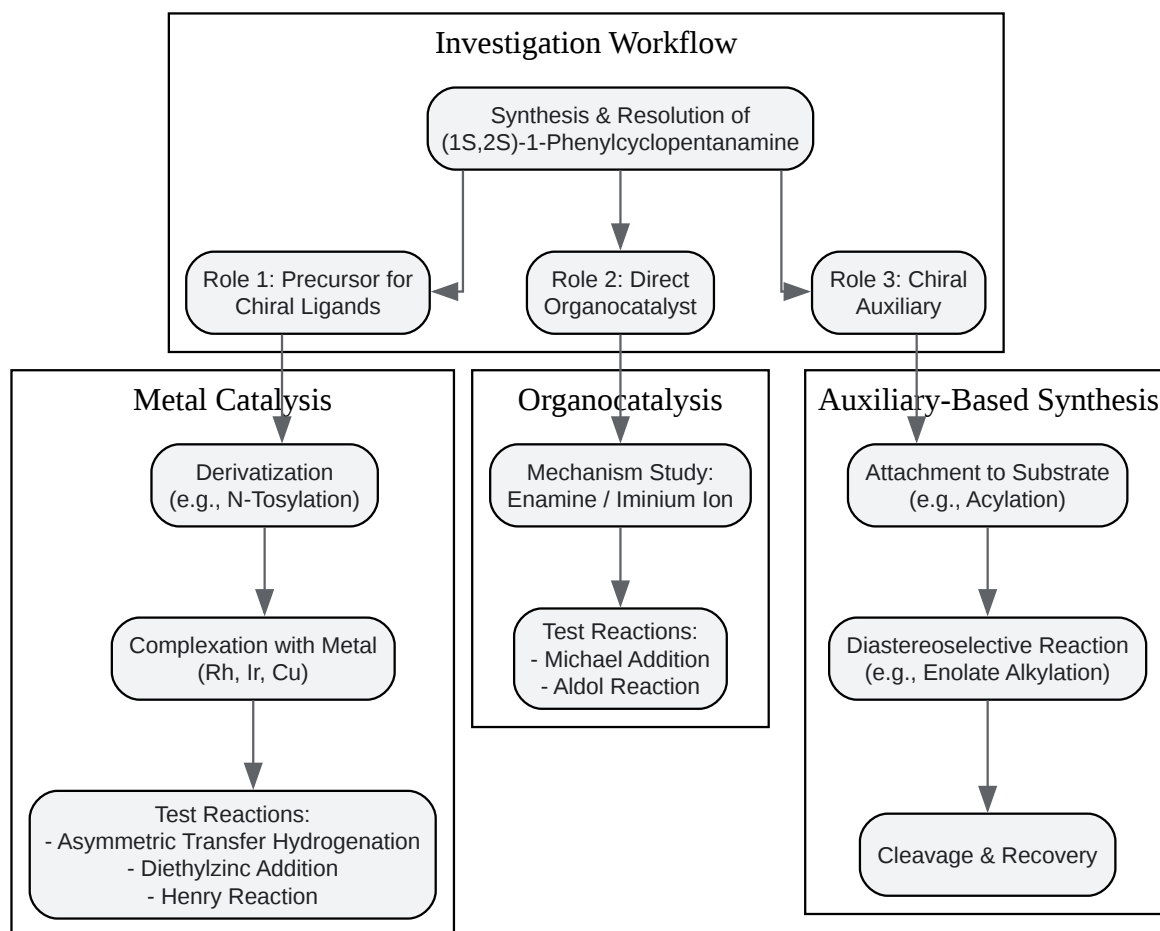 Investigation Workflow
Synthesis & Resolution of
(1S,2S)-1-Phenylcyclopentanamine
Role 1: Precursor for
Chiral Ligands
Role 2: Direct
Organocatalyst
Role 3: Chiral
Auxiliary
Metal Catalysis
Derivatization
(e.g., N-Tosylation)
Complexation with Metal
(Rh, Ir, Cu)
Test Reactions:
- Asymmetric Transfer Hydrogenation
- Diethylzinc Addition
- Henry Reaction
Organocatalysis
Mechanism Study:
Enamine / Iminium Ion
Test Reactions:
- Michael Addition
- Aldol Reaction
Auxiliary-Based Synthesis
Attachment to Substrate
(e.g., Acylation)
Diastereoselective Reaction
(e.g., Enolate Alkylation)
Cleavage & Recovery